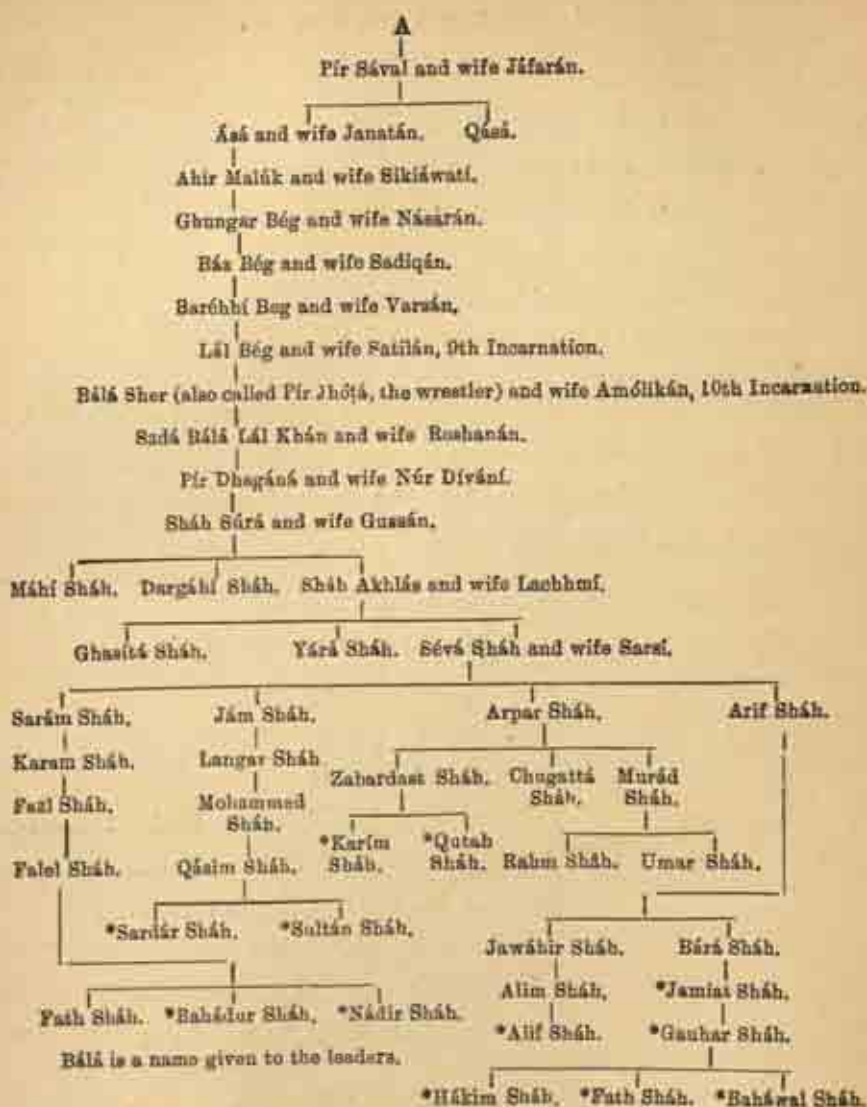 A
Pír Sával and wife Jáfarán.
Ásá and wife Janatán. Qásá.
Ahir Malúk and wife Sikiáwatí.
Ghungar Bég and wife Násarán.
Báz Bég and wife Sadiqán.
Baréhhí Beg and wife Varsán.
Lál Bég and wife Satilán, 9th Incarnation.
Bálá Sher (also called Pír Jhótá, the wrestler) and wife Amólikán, 10th Incarnation.
Sadá Bálá Lál Khán and wife Roshanán.
Pír Dhagáná and wife Núr Dívání.
Sháh Súrá and wife Gussán.
Máhí Sháh. Dargáhí Sháh. Sháh Akhlás and wife Lachhmí.
Ghasítá Sháh. Yárá Sháh. Sévá Sháh and wife Sarsí.
Sarám Sháh. Jám Sháh. Arpar Sháh. Arif Sháh.
Karam Sháh. Langar Sháh Zabardast Sháh. Chugattá Sháh. Murád Sháh.
Fazl Sháh. Mohammed Sháh. *Karím Sháh. *Qutab Sháh. Rahm Sháh. Umar Sháh.
Falel Sháh. Qásim Sháh.
*Sardár Sháh. *Sultán Sháh.
Jawáhir Sháh. Bárá Sháh.
Alim Sháh. *Jamiat Sháh.
Fath Sháh. *Bahádur Sháh. *Nádir Sháh. *Alif Sháh. *Gauhar Sháh.
Bálá is a name given to the leaders.
*Hákim Sháh. *Fath Sháh. *Baháwal Sháh.